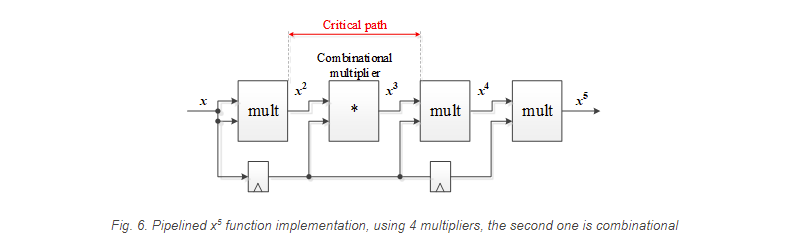 Critical path
Combinational
multiplier
x
mult
x²
*
x³
mult
x⁴
mult
x⁵
Fig. 6. Pipelined x⁵ function implementation, using 4 multipliers, the second one is combinational